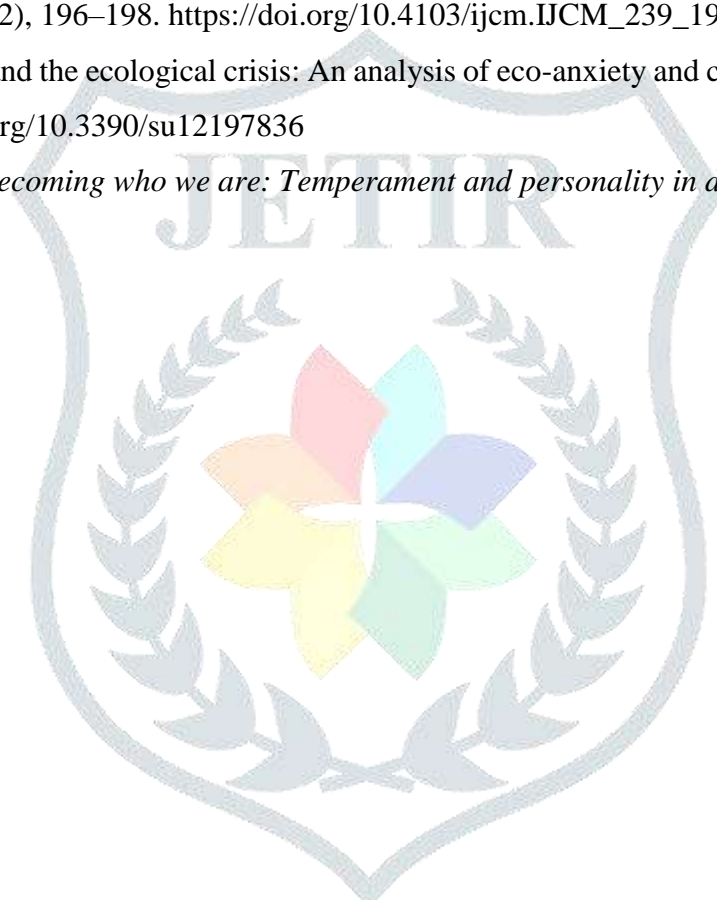 2), 196–198. https://doi.org/10.4103/ijcm.IJCM_239_19
nd the ecological crisis: An analysis of eco-anxiety and c
rg/10.3390/su12197836
ecoming who we are: Temperament and personality in
JETIR